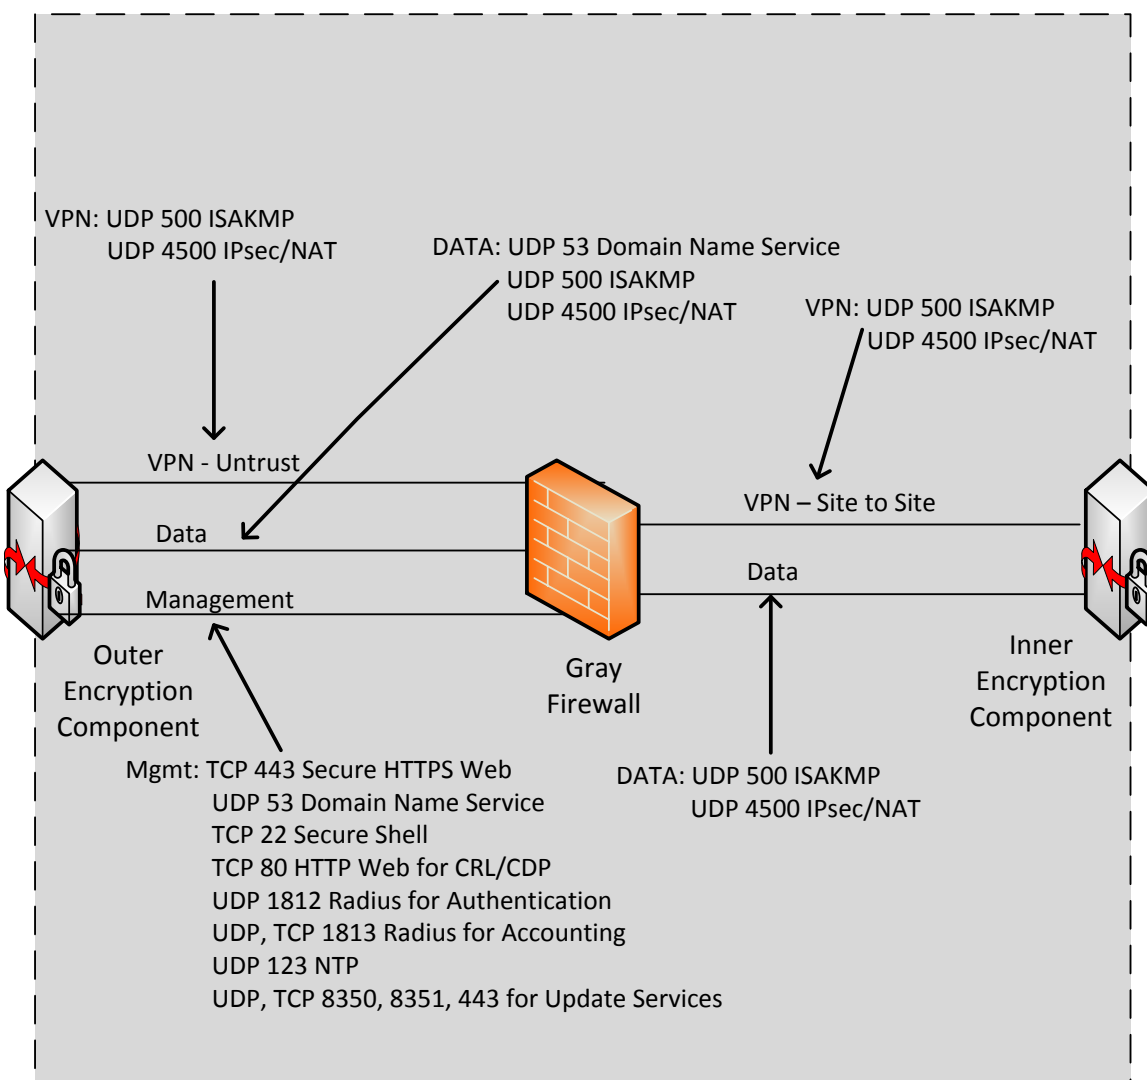 VPN: UDP 500 ISAKMP
UDP 4500 IPsec/NAT
DATA: UDP 53 Domain Name Service
UDP 500 ISAKMP
UDP 4500 IPsec/NAT
VPN: UDP 500 ISAKMP
UDP 4500 IPsec/NAT
VPN - Untrust
Data
Management
VPN – Site to Site
Data
Outer
Encryption
Component
Gray
Firewall
Inner
Encryption
Component
Mgmt: TCP 443 Secure HTTPS Web
UDP 53 Domain Name Service
TCP 22 Secure Shell
TCP 80 HTTP Web for CRL/CDP
UDP 1812 Radius for Authentication
UDP, TCP 1813 Radius for Accounting
UDP 123 NTP
UDP, TCP 8350, 8351, 443 for Update Services
DATA: UDP 500 ISAKMP
UDP 4500 IPsec/NAT